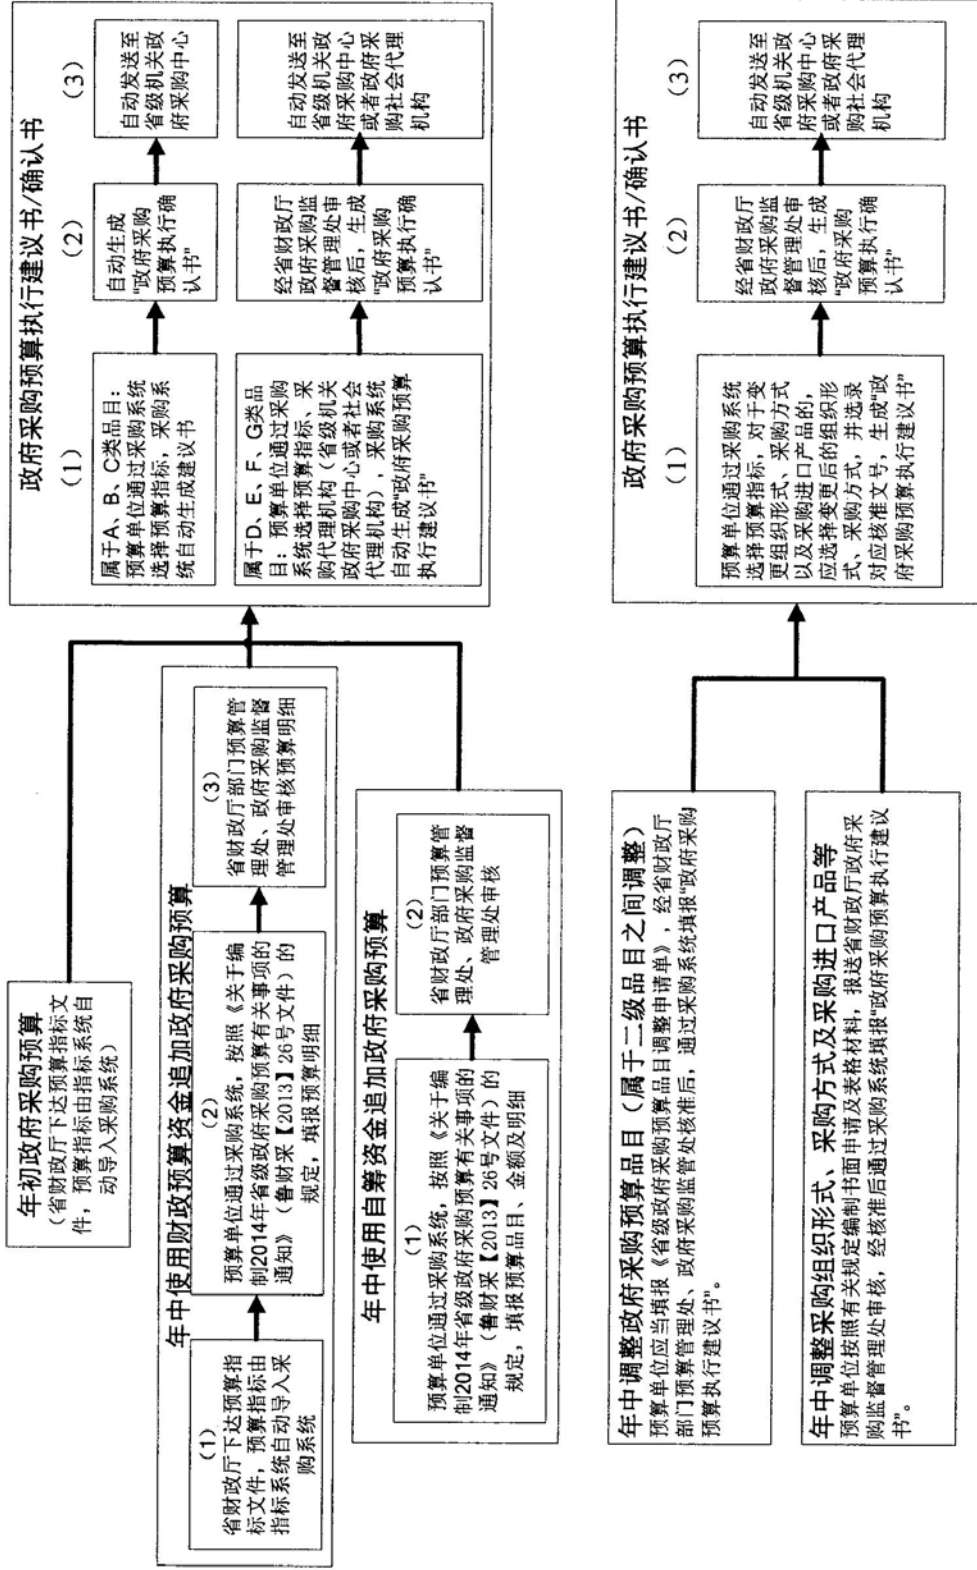 年初政府采购预算
（省财政厅下达预算指标文
件，预算指标由指标系统自
动导入采购系统）
年中使用财政预算资金追加政府采购预算
（1）
省财政厅下达预算指
标文件，预算指标由
指标系统自动导入采
购系统
（2）
预算单位通过采购系统，按照《关于编
制2014年省级政府采购预算有关事项的
通知》（鲁财采【2013】26号文件）的
规定，填报预算明细
（3）
省财政厅部门预算管
理处、政府采购监督
管理处审核预算明细
年中使用自筹资金追加政府采购预算
（1）
预算单位通过采购系统，按照《关于编
制2014年省级政府采购预算有关事项的
通知》（鲁财采【2013】26号文件）的
规定，填报预算品目、金额及明细
（2）
省财政厅部门预算管
理处、政府采购监督
管理处审核
政府采购预算执行建议书/确认书
（1）
（2）
（3）
属于A、B、C类品目：
预算单位通过采购系统
选择预算指标，采购系
统自动生成建议书
自动生成
“政府采购
预算执行确
认书”
自动发送至
省级机关政
府采购中心
属于D、E、F、G类品
目：预算单位通过采购
系统选择预算指标、采
购代理机构（省级机关
政府采购中心或者社会
代理机构），采购系统
自动生成“政府采购预算
执行建议书”
经省财政厅
政府采购监
督管理处审
核后，生成
“政府采购
预算执行确
认书”
自动发送至
省级机关政
府采购中心
或者政府采
购社会代理
机构
年中调整政府采购预算品目（属于二级品目之间调整）
预算单位应当填报《省级政府采购预算品目调整申请单》，经省财政厅
部门预算管理处、政府采购监管处核准后，通过采购系统填报“政府采购
预算执行建议书”。
年中调整采购组织形式、采购方式及采购进口产品等
预算单位按照有关规定编制书面申请及表格材料，报送省财政厅政府采
购监督管理处审核，经核准后通过采购系统填报“政府采购预算执行建议
书”。
政府采购预算执行建议书/确认书
（1）
（2）
（3）
预算单位通过采购系统
选择预算指标，对于变
更组织形式、采购方式
以及采购进口产品的，
应选择变更后的组织形
式、采购方式，并选录
对应核准文号，生成“政
府采购预算执行建议书”
经省财政厅
政府采购监
督管理处审
核后，生成
“政府采购
预算执行确
认书”
自动发送至
省级机关政
府采购中心
或者政府采
购社会代理
机构